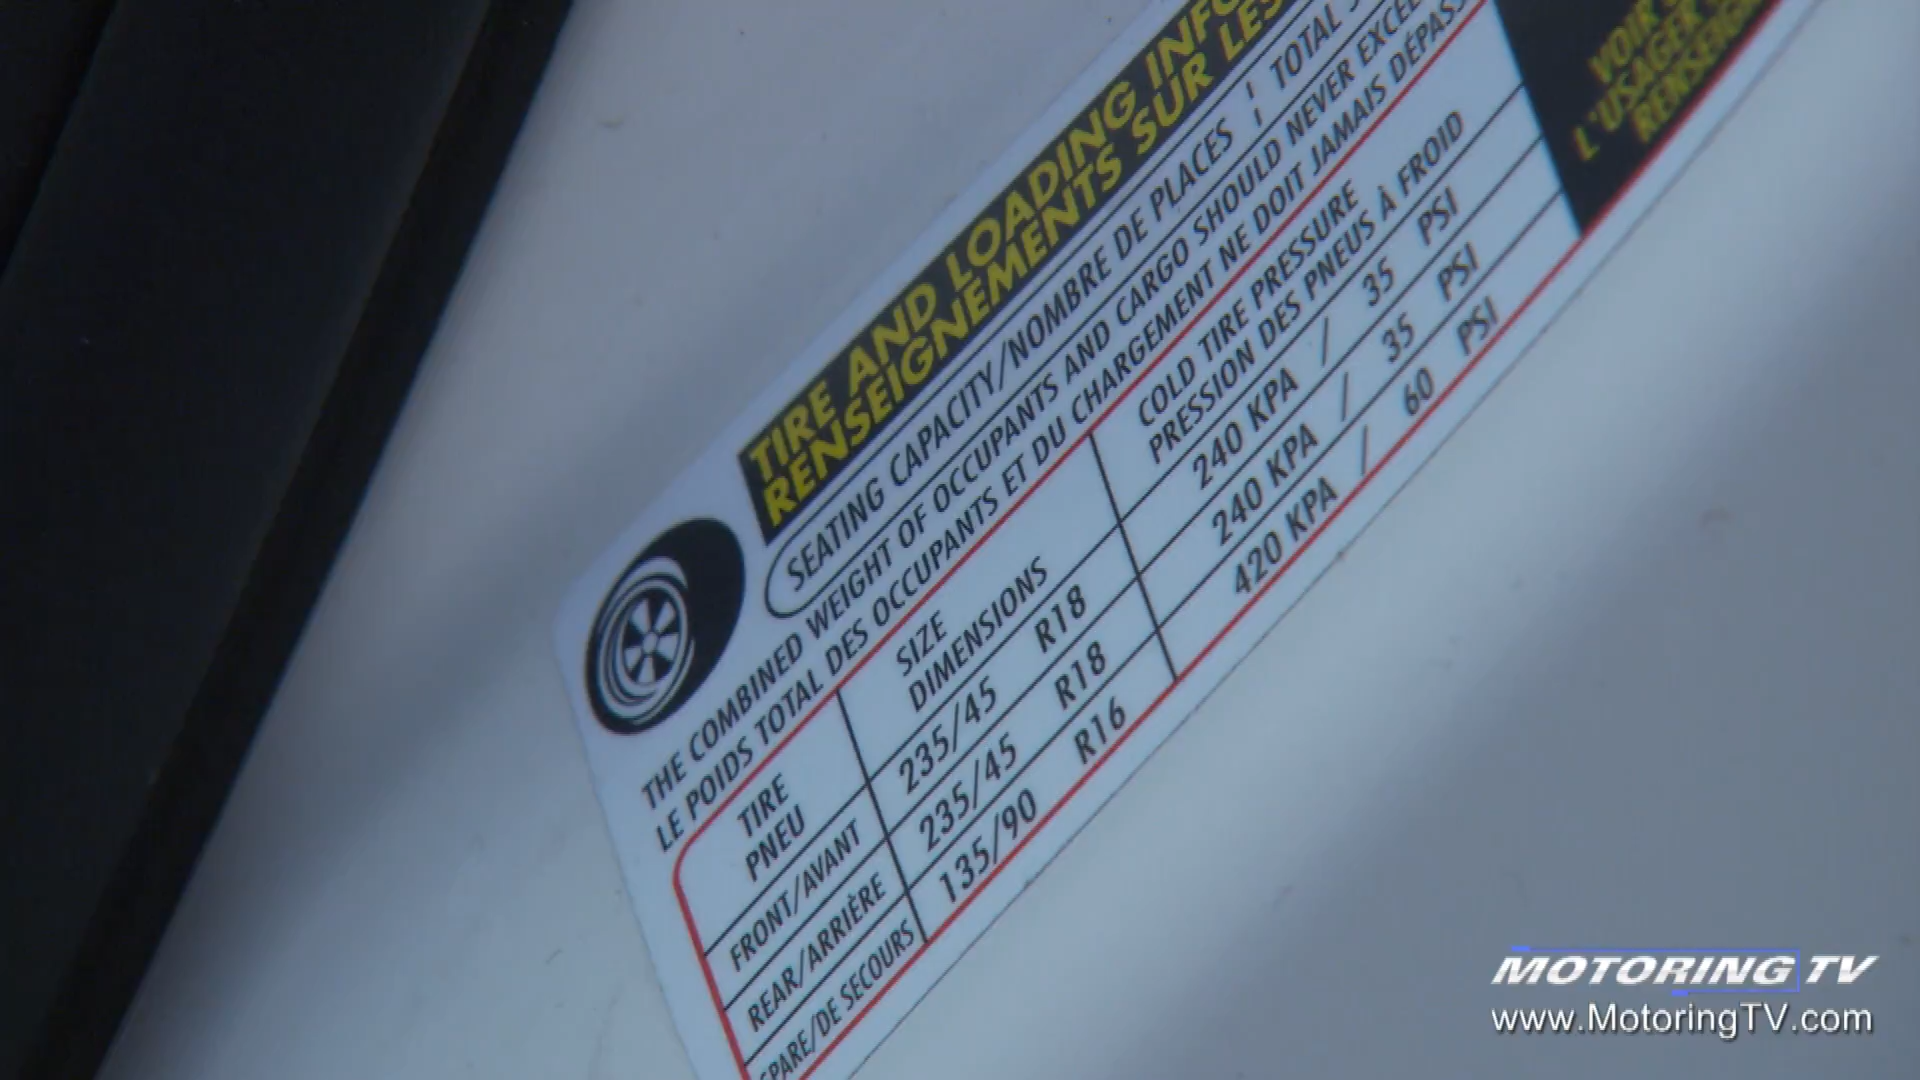 TIRE AND LOADING
RENSEIGNEMENTS SUR LES
SEATING CAPACITY/NOMBRE DE PLACES | TOTAL
THE COMBINED WEIGHT OF OCCUPANTS AND CARGO SHOULD NEVER
LE POIDS TOTAL DES OCCUPANTS ET DU CHARGEMENT NE DOIT JAMAIS
TIRE
PNEU
SIZE
DIMENSIONS
COLD TIRE PRESSURE
PRESSION DES PNEUS À FROID
FRONT/AVANT 235/45 R18 240 KPA / 35 PSI
REAR/ARRIÈRE 235/45 R18 240 KPA / 35 PSI
SPARE/DE SECOURS 135/90 R16 420 KPA / 60 PSI
VOIR
L'USAGER
MOTORING TV
www.MotoringTV.com